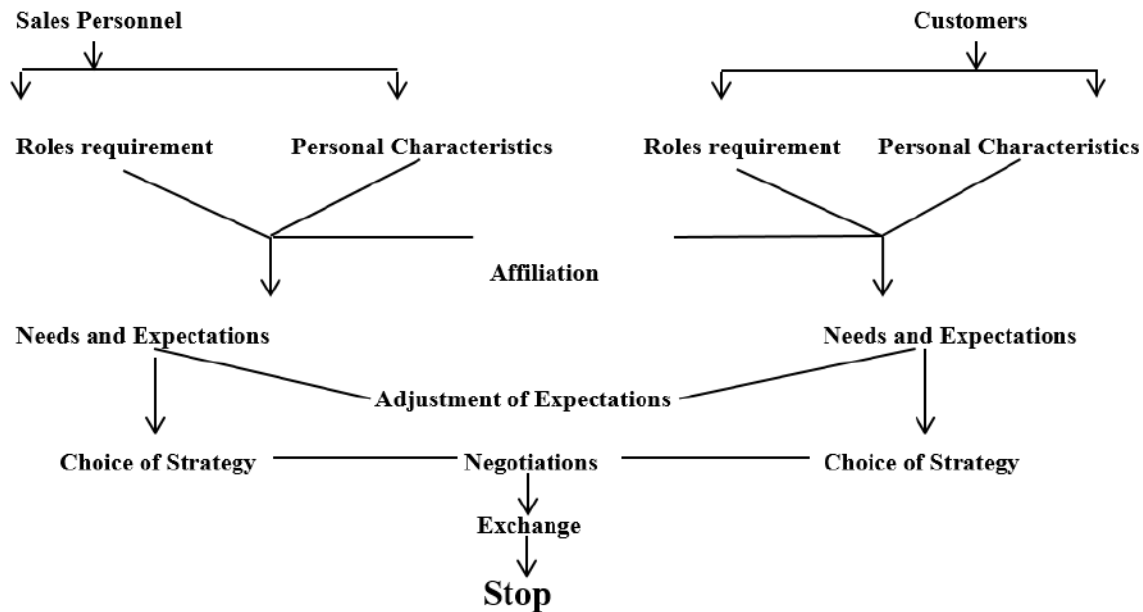 Sales Personnel
Customers
Roles requirement
Personal Characteristics
Roles requirement
Personal Characteristics
Affiliation
Needs and Expectations
Needs and Expectations
Adjustment of Expectations
Choice of Strategy
Negotiations
Choice of Strategy
Exchange
Stop